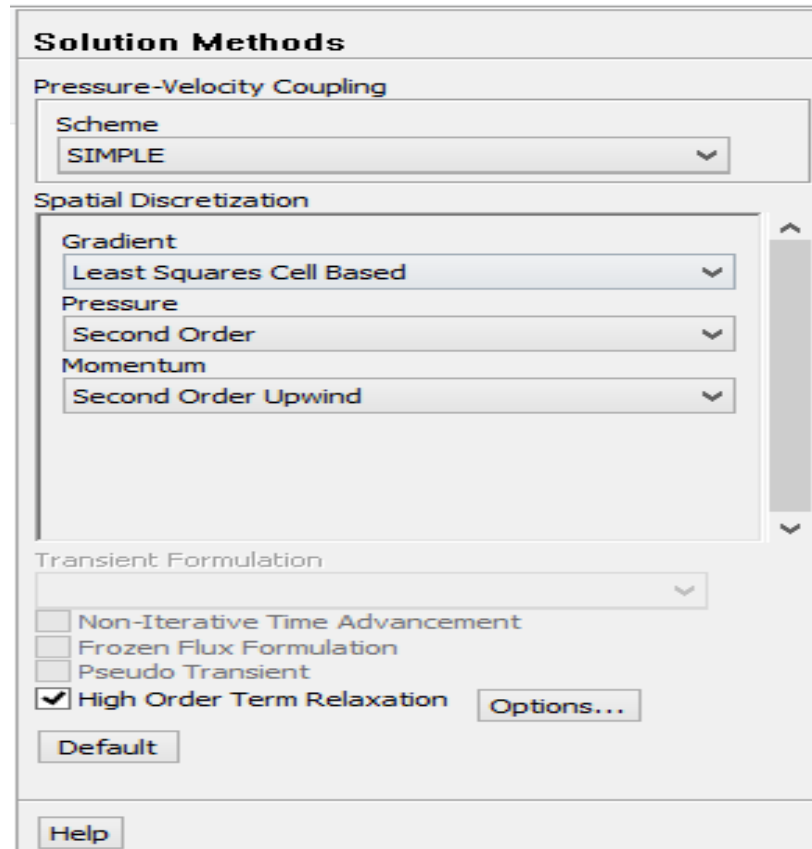 Solution Methods
Pressure-Velocity Coupling
Scheme
SIMPLE
Spatial Discretization
Gradient
Least Squares Cell Based
Pressure
Second Order
Momentum
Second Order Upwind
Transient Formulation
Non-Iterative Time Advancement
Frozen Flux Formulation
Pseudo Transient
High Order Term Relaxation Options...
Default
Help